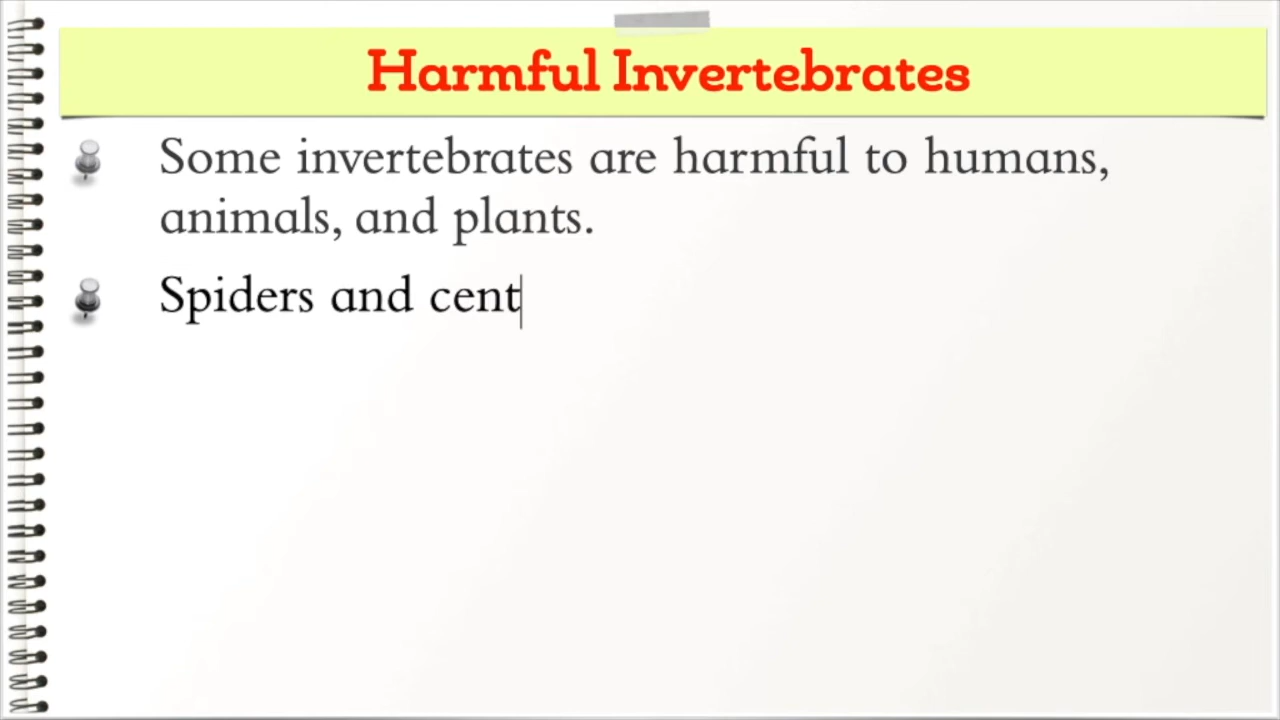 Harmful Invertebrates
Some invertebrates are harmful to humans,
animals, and plants.
Spiders and cent